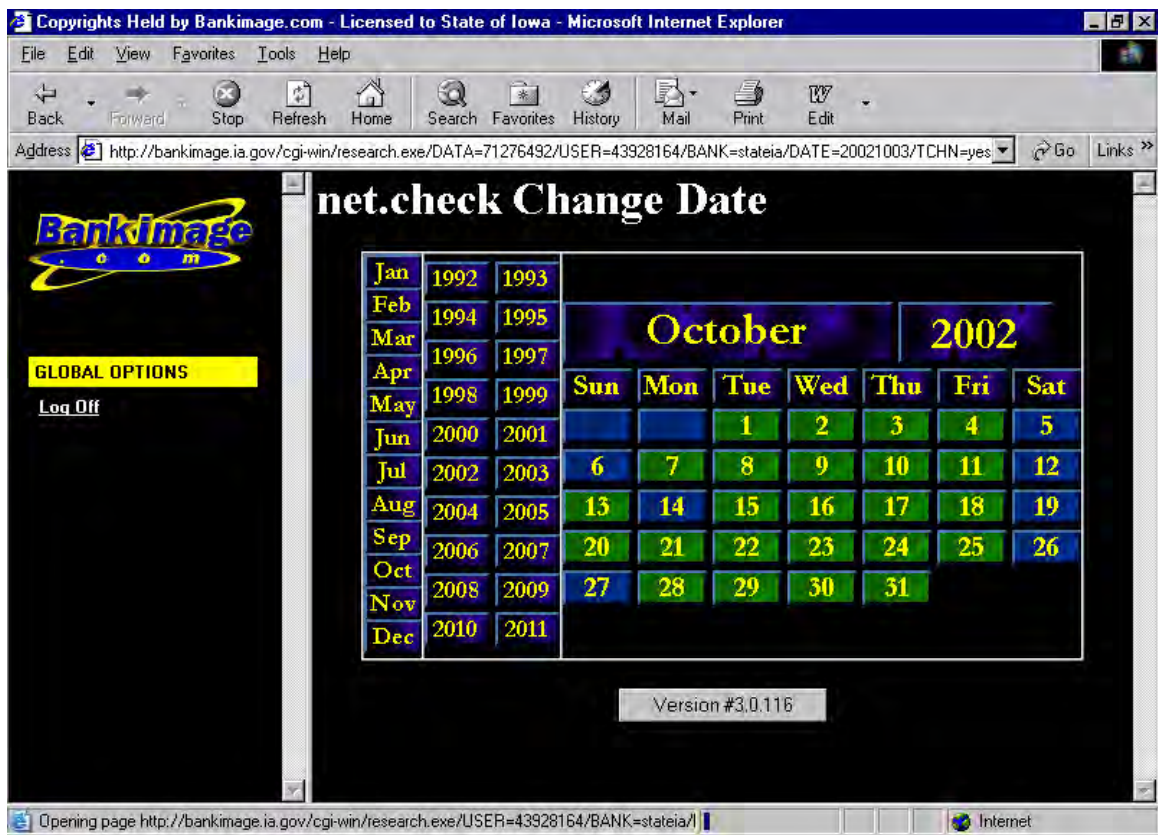 Copyrights Held by Bankimage.com - Licensed to State of Iowa - Microsoft Internet Explorer
File Edit View Favorites Tools Help
Back Forward Stop Refresh Home Search Favorites History Mail Print Edit
Address http://bankimage.ia.gov/cgi-win/research.exe/DATA=71276492/USER=43928164/BANK=stateia/DATE=20021003/TCHN=yes Go Links »
BankImage
.com
GLOBAL OPTIONS
Log Off
net.check Change Date
Jan
Feb
Mar
Apr
May
Jun
Jul
Aug
Sep
Oct
Nov
Dec
1992 1993
1994 1995
1996 1997
1998 1999
2000 2001
2002 2003
2004 2005
2006 2007
2008 2009
2010 2011
October 2002
Sun Mon Tue Wed Thu Fri Sat
1 2 3 4 5
6 7 8 9 10 11 12
13 14 15 16 17 18 19
20 21 22 23 24 25 26
27 28 29 30 31
Version #3.0.116
Opening page http://bankimage.ia.gov/cgi-win/research.exe/USER=43928164/BANK=stateia/ Internet